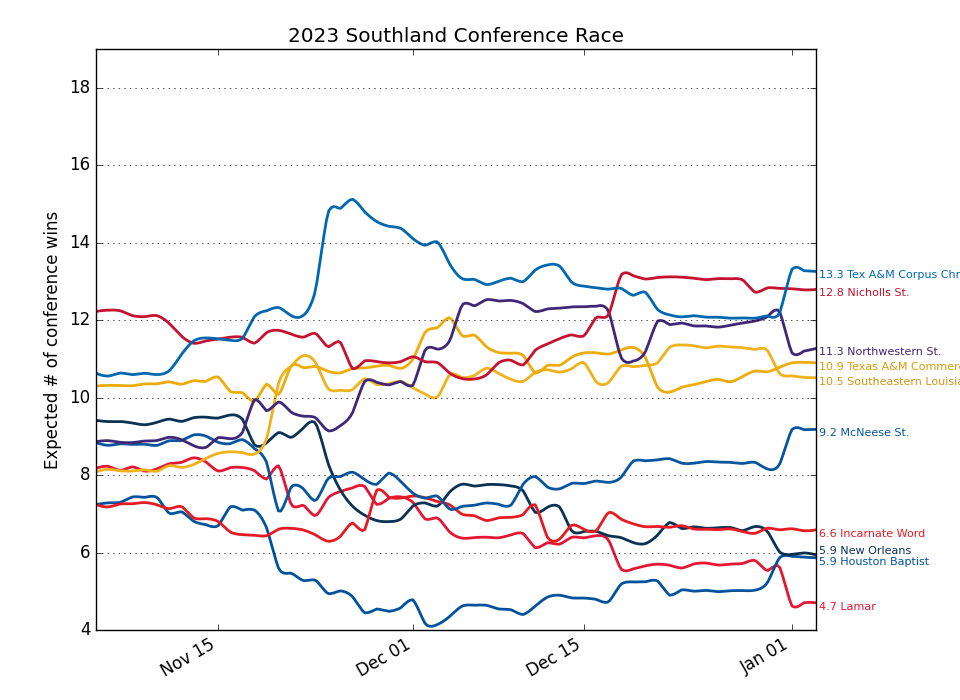 2023 Southland Conference Race
Expected # of conference wins
18
16
14
12
10
8
6
4
Nov 15
Dec 01
Dec 15
Jan 01
13.3 Tex A&M Corpus Chr
12.8 Nicholls St.
11.3 Northwestern St.
10.9 Texas A&M Commerc
10.5 Southeastern Louisia
9.2 McNeese St.
6.6 Incarnate Word
5.9 New Orleans
5.9 Houston Baptist
4.7 Lamar